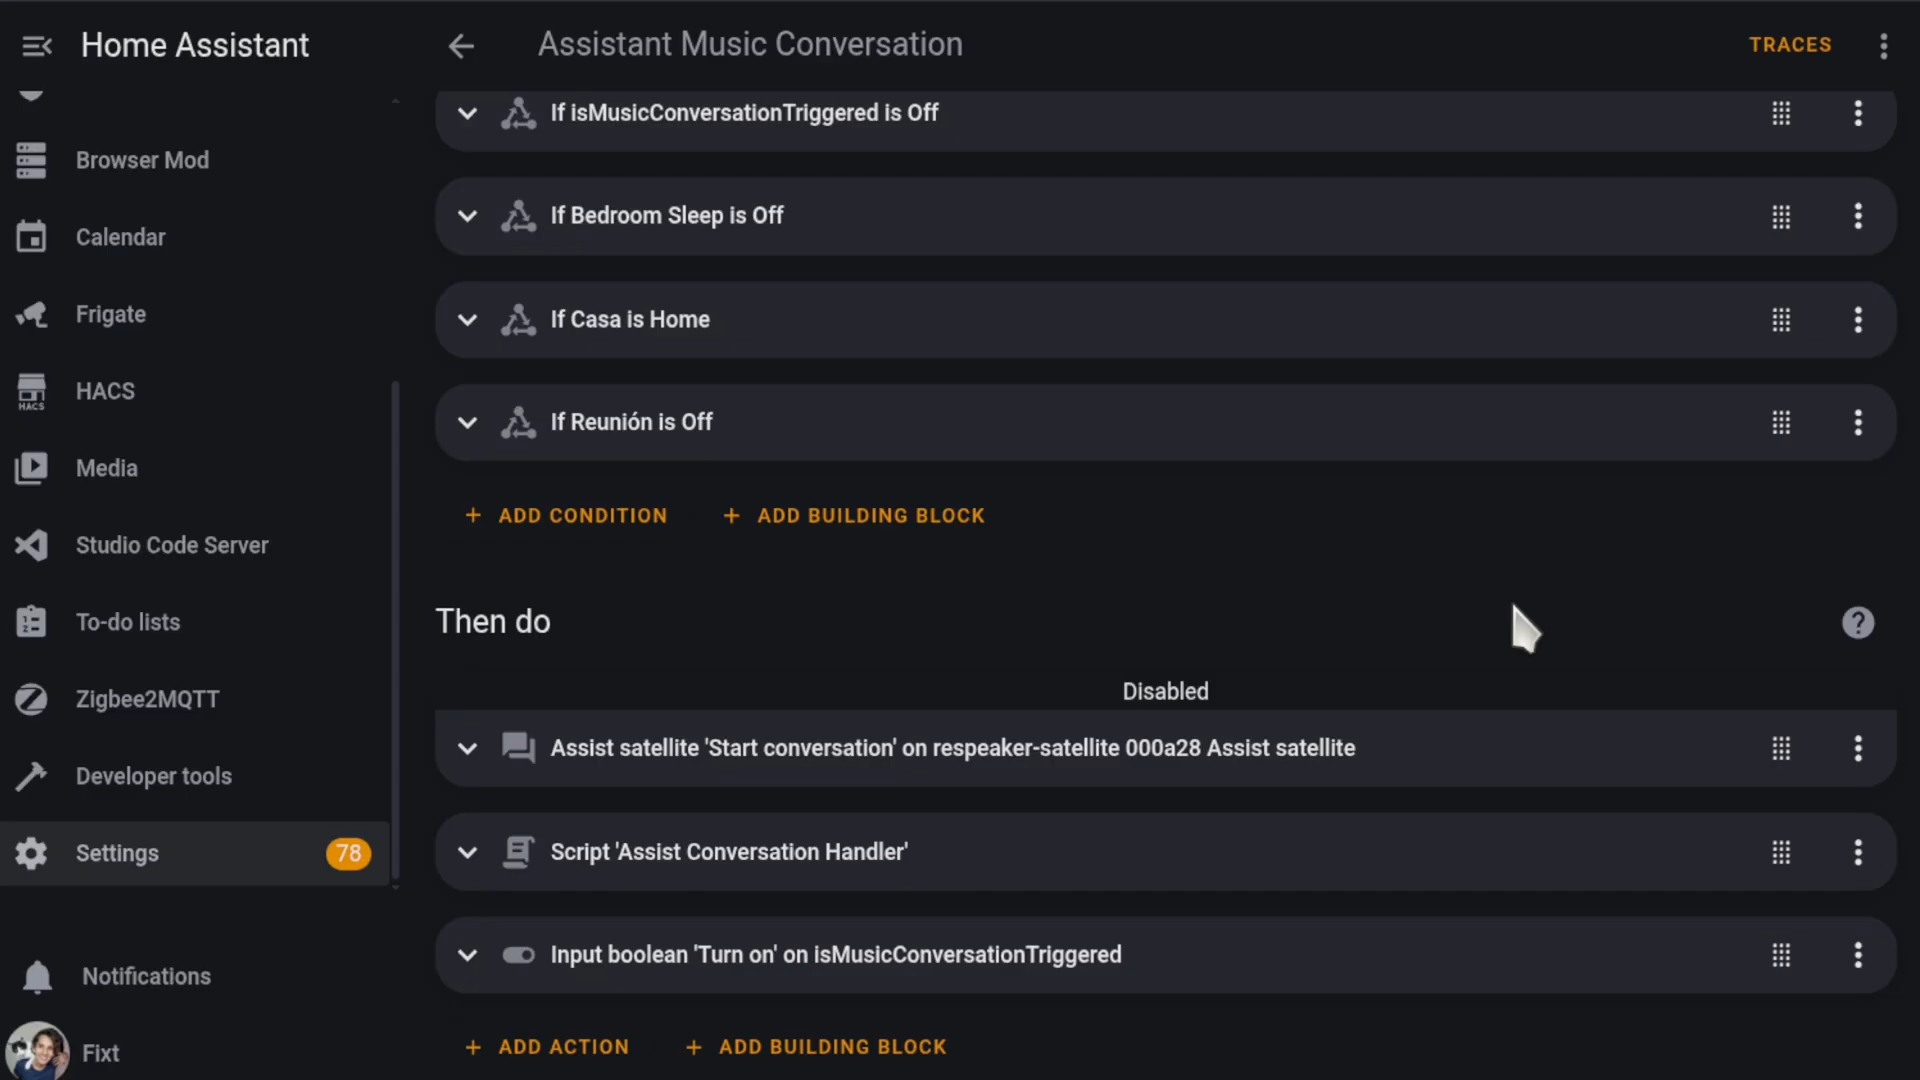 Home Assistant
Assistant Music Conversation
TRACES
Browser Mod
Calendar
Frigate
HACS
HACS
Media
Studio Code Server
To-do lists
Zigbee2MQTT
Developer tools
Settings
78
Notifications
Fixt
If isMusicConversationTriggered is Off
If Bedroom Sleep is Off
If Casa is Home
If Reunión is Off
+ ADD CONDITION + ADD BUILDING BLOCK
Then do
Disabled
Assist satellite 'Start conversation' on respeaker-satellite 000a28 Assist satellite
Script 'Assist Conversation Handler'
Input boolean 'Turn on' on isMusicConversationTriggered
+ ADD ACTION + ADD BUILDING BLOCK